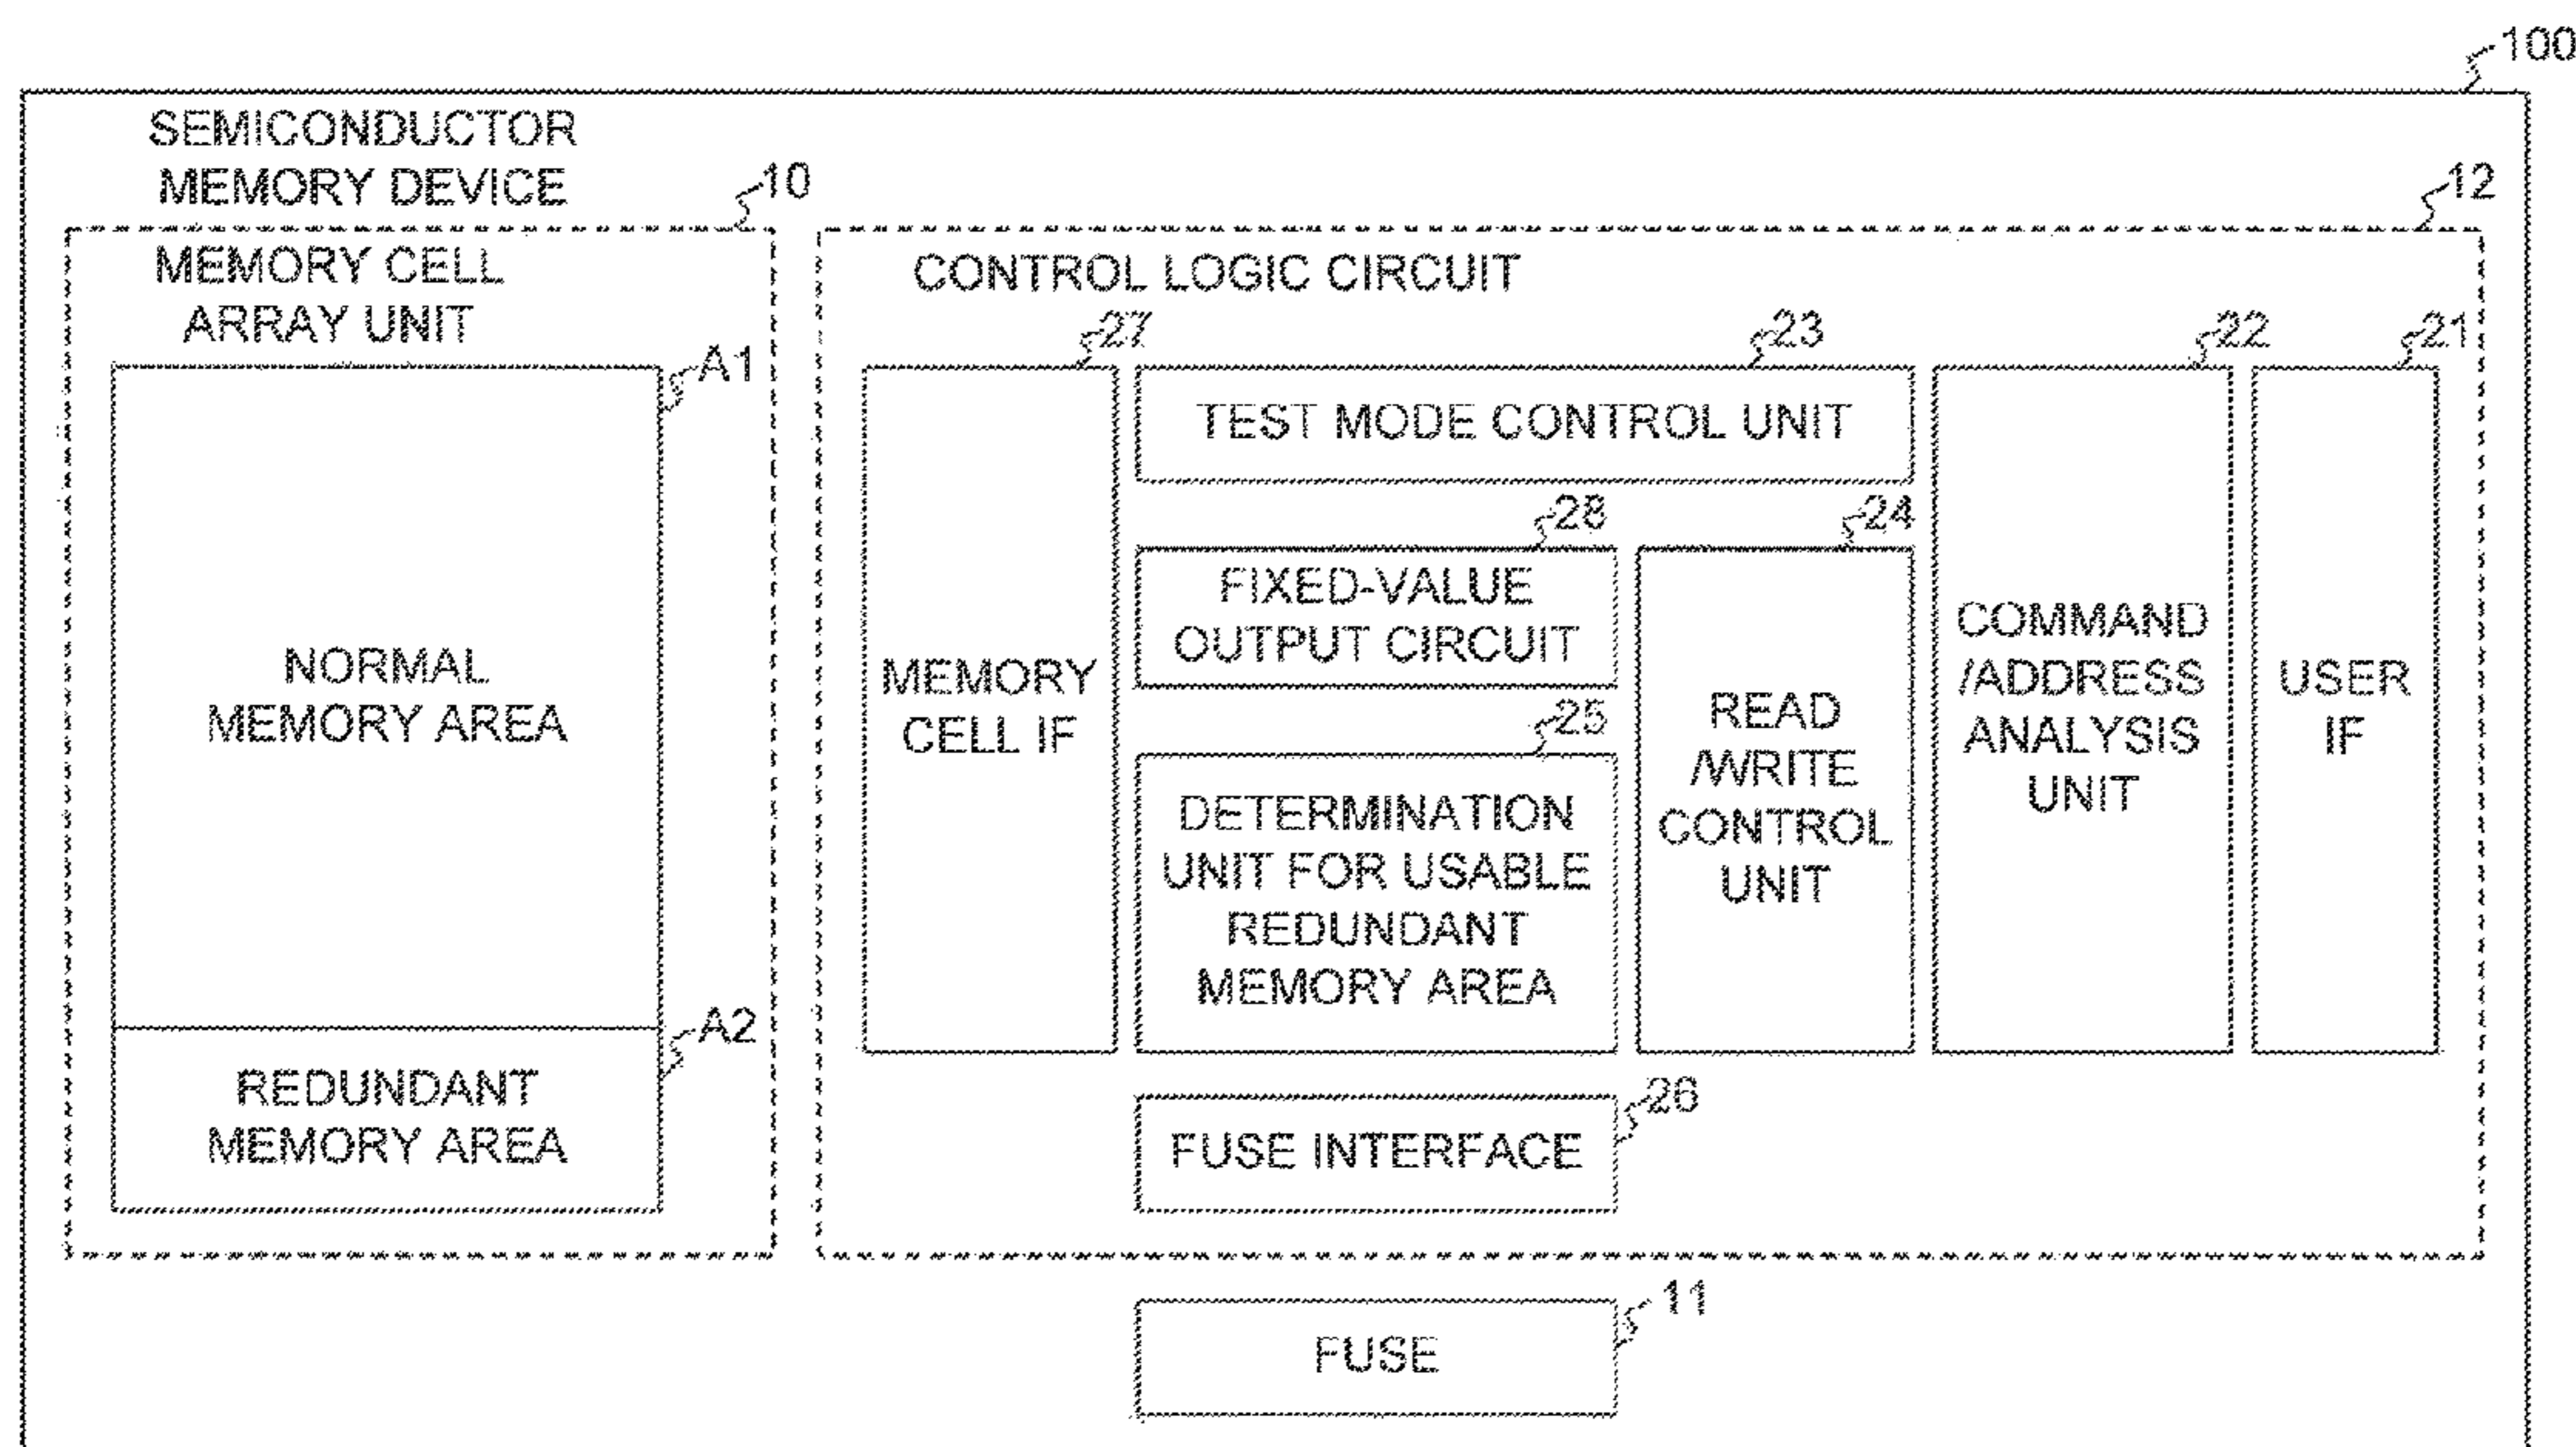 100
SEMICONDUCTOR
MEMORY DEVICE
10
12
MEMORY CELL
ARRAY UNIT
A1
NORMAL
MEMORY AREA
A2
REDUNDANT
MEMORY AREA
CONTROL LOGIC CIRCUIT
27
MEMORY
CELL IF
23
TEST MODE CONTROL UNIT
28
FIXED-VALUE
OUTPUT CIRCUIT
25
DETERMINATION
UNIT FOR USABLE
REDUNDANT
MEMORY AREA
24
READ
/WRITE
CONTROL
UNIT
22
COMMAND
/ADDRESS
ANALYSIS
UNIT
21
USER
IF
26
FUSE INTERFACE
11
FUSE